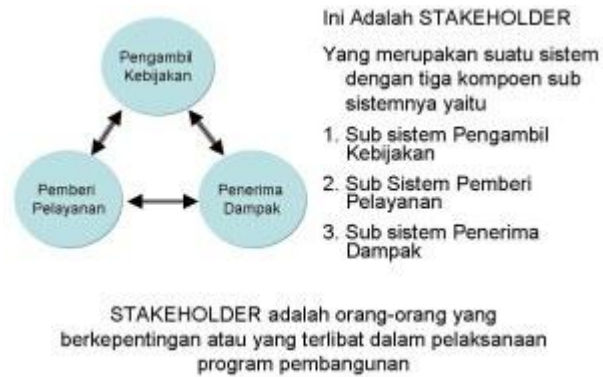 Pengambil
Kebijakan
Pemberi
Pelayanan
Penerima
Dampak
Ini Adalah STAKEHOLDER
Yang merupakan suatu sistem
dengan tiga kompoen sub
sistemnya yaitu
1. Sub sistem Pengambil
Kebijakan
2. Sub Sistem Pemberi
Pelayanan
3. Sub sistem Penerima
Dampak
STAKEHOLDER adalah orang-orang yang
berkepentingan atau yang terlibat dalam pelaksanaan
program pembangunan